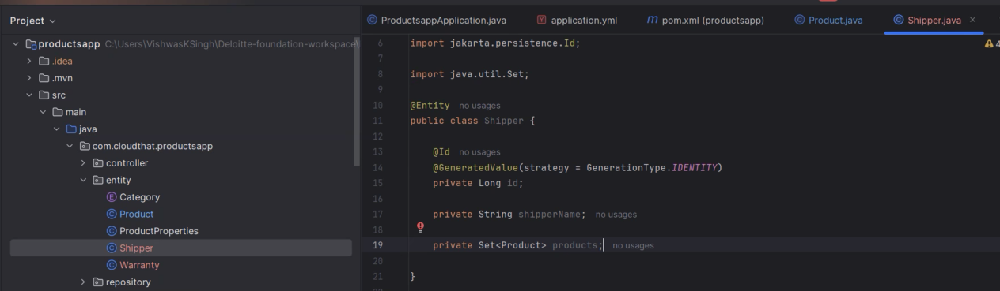 Project
productsapp C:\Users\VishwasKSingh\Deloitte-foundation-workspace\
.idea
.mvn
src
main
java
com.cloudthat.productsapp
controller
entity
Category
Product
ProductProperties
Shipper
Warranty
repository
ProductsappApplication.java application.yml pom.xml (productsapp) Product.java Shipper.java
6 import jakarta.persistence.Id; 4
7
8 import java.util.Set;
9
10 @Entity no usages
11 public class Shipper {
12
13 @Id no usages
14 @GeneratedValue(strategy = GenerationType.IDENTITY)
15 private Long id;
16
17 private String shipperName; no usages
18
19 private Set<Product> products; no usages
20
21 }